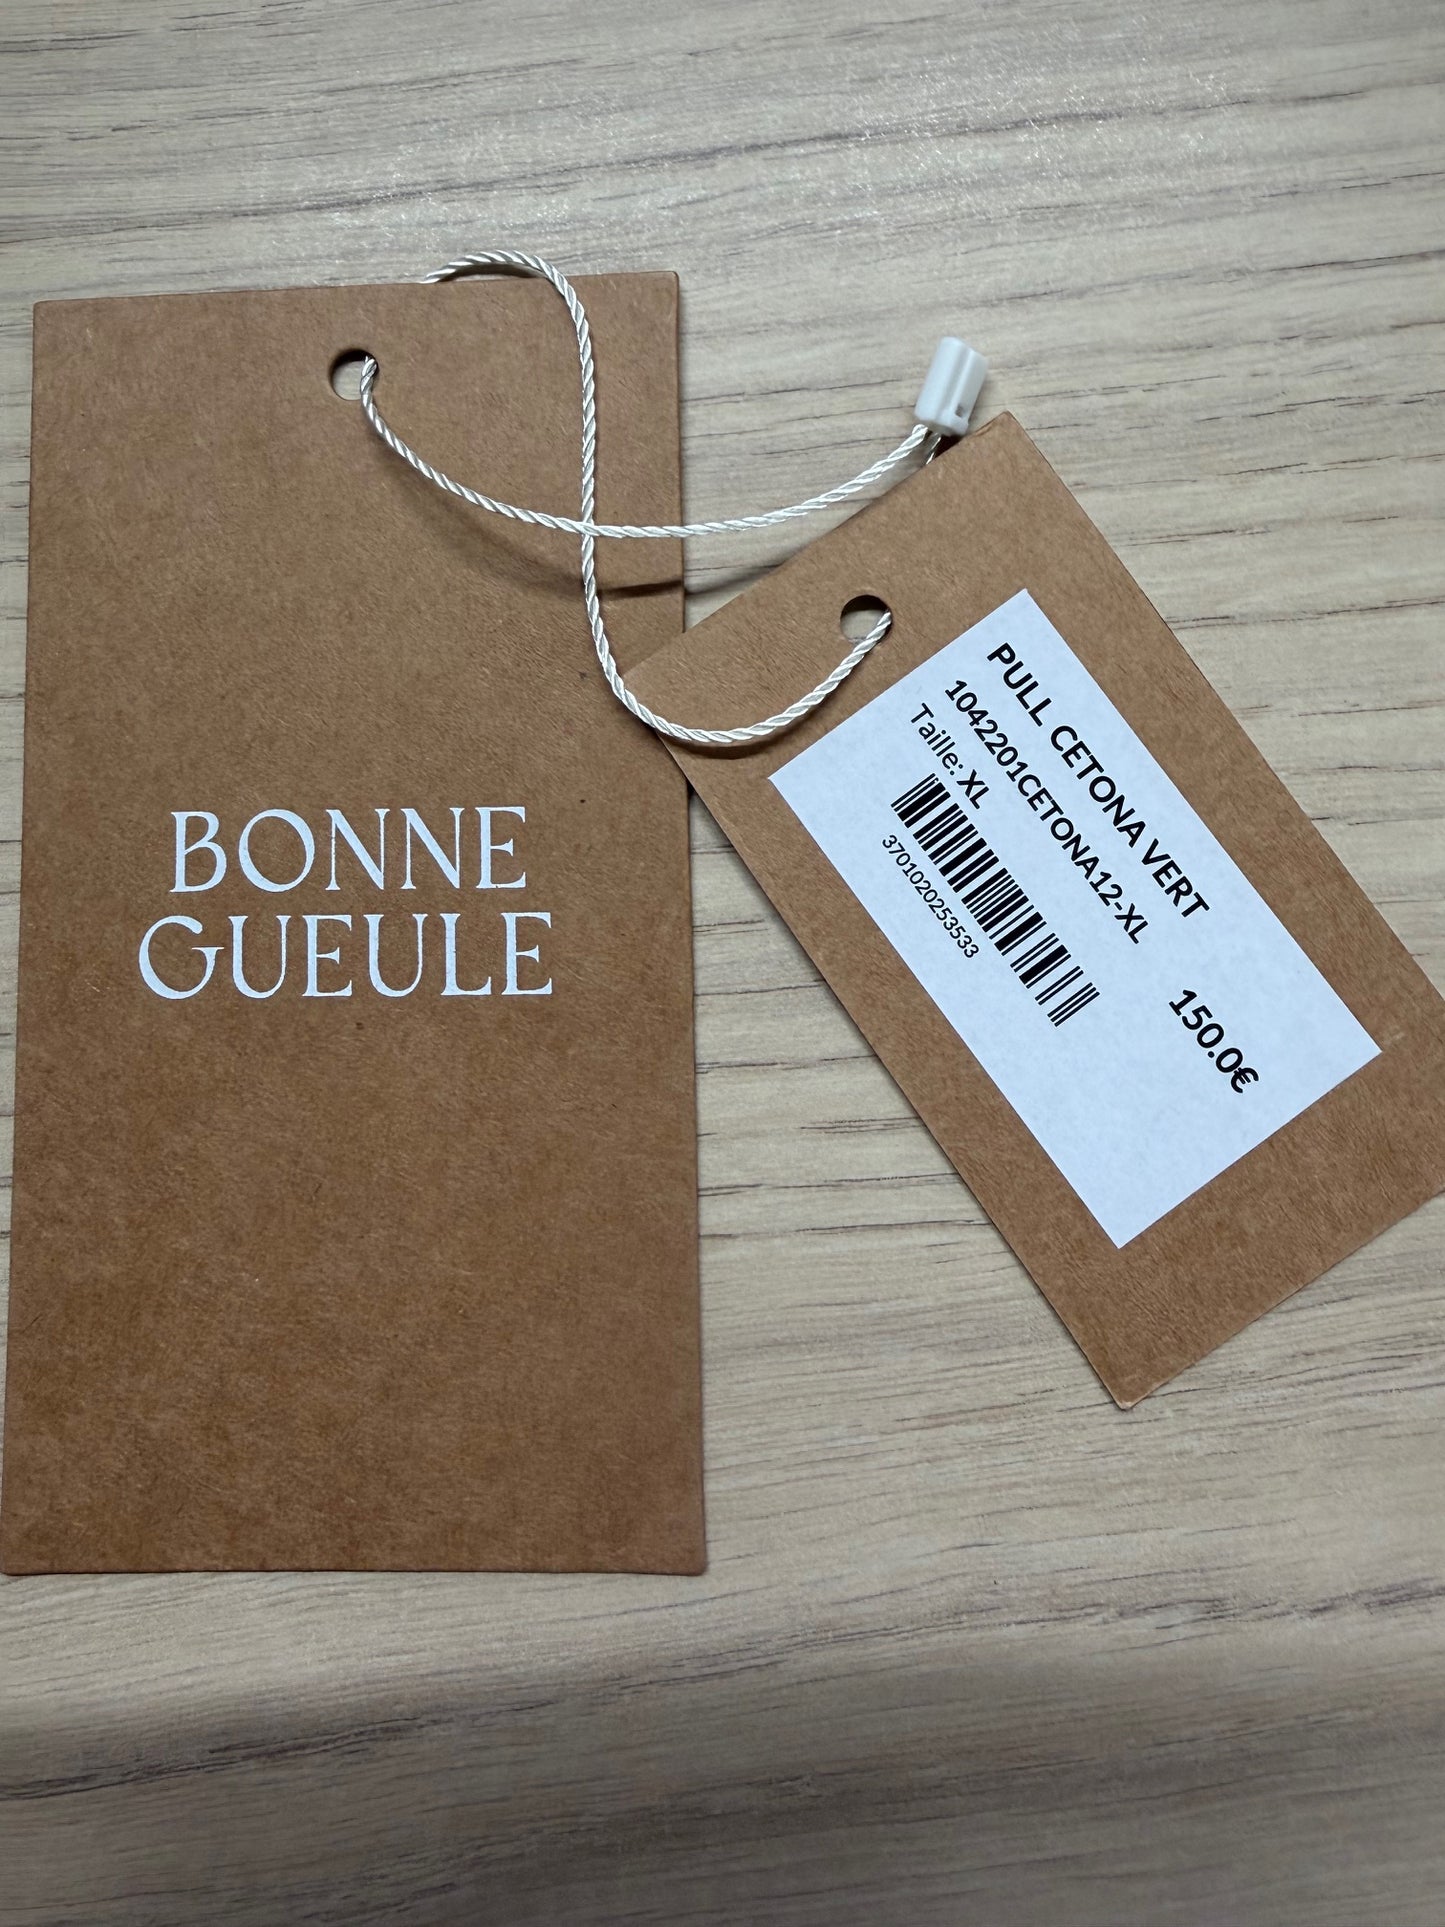 BONNE
GUEULE
PULL CETONA VERT
1042201CETONA12-XL
Taille: XL
3701020253533
150.0€